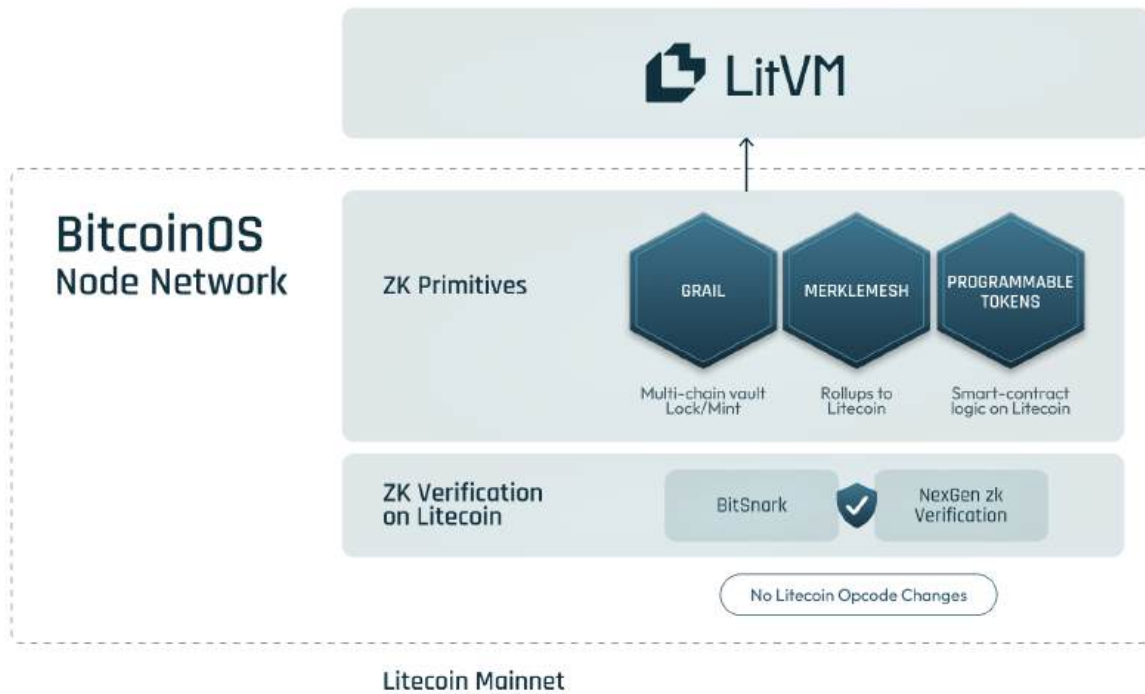 LitVM
BitcoinOS
Node Network
ZK Primitives
GRAIL
MERKLEMESH
PROGRAMMABLE
TOKENS
Multi-chain vault
Lock/Mint
Rollups to
Litecoin
Smart-contract
logic on Litecoin
ZK Verification
on Litecoin
BitSnark
NexGen zk
Verification
No Litecoin Opcode Changes
Litecoin Mainnet